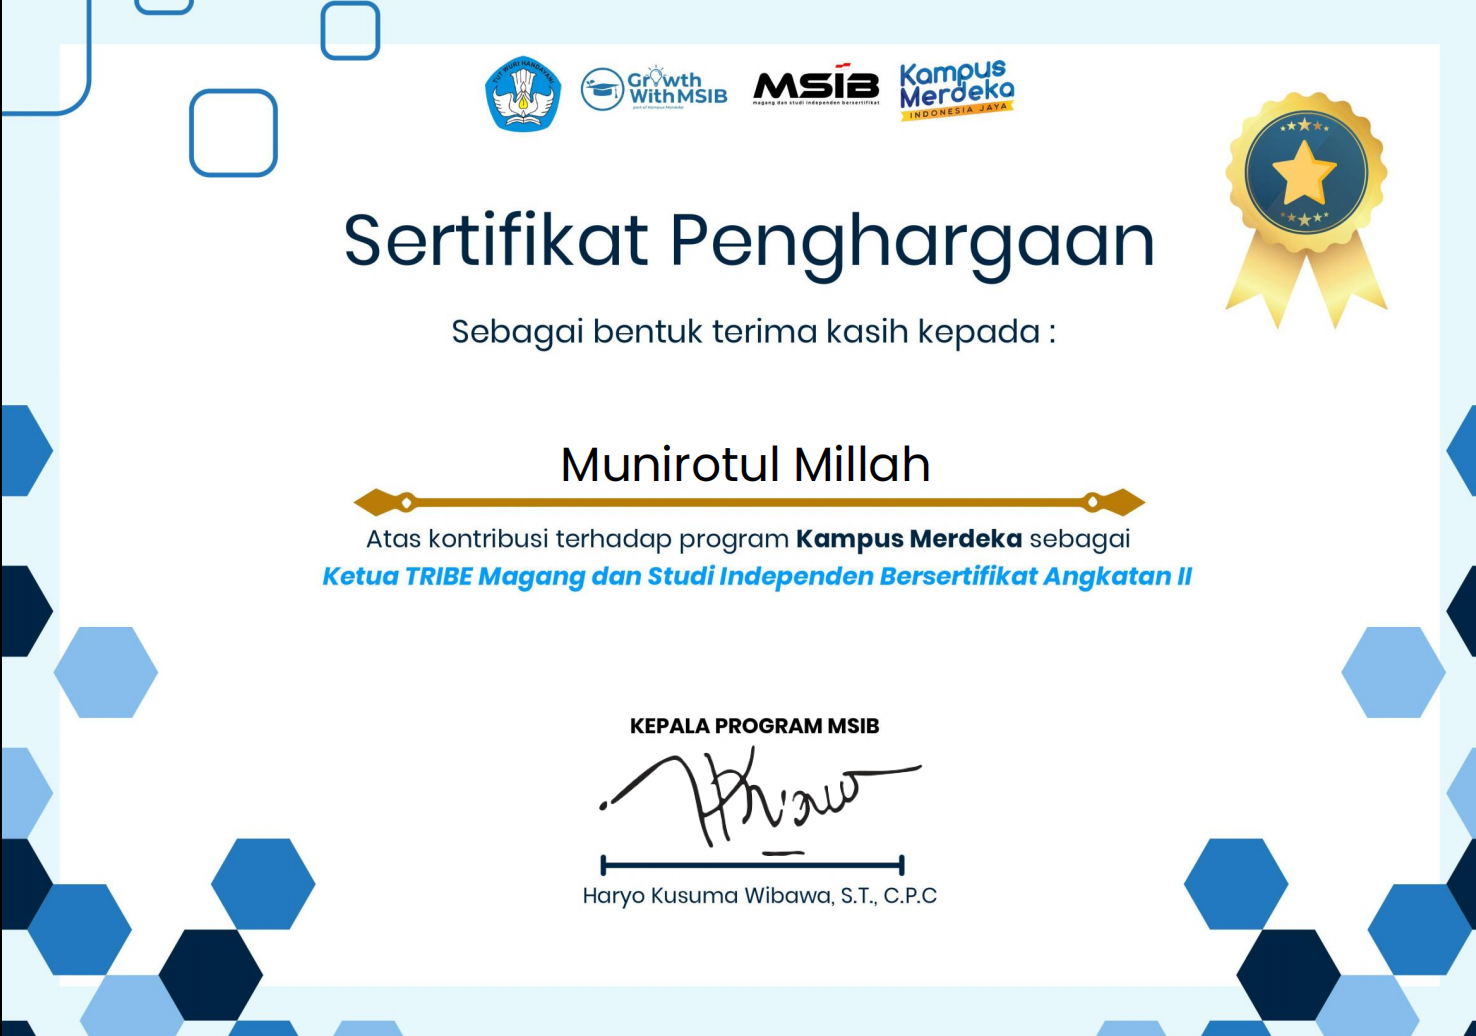 TUT WURI HANDAYANI
Growth
With MSIB
part of Kampus Merdeka
MSIB
magang dan studi independen bersertifikat
Kampus
Merdeka
INDONESIA JAYA
Sertifikat Penghargaan
Sebagai bentuk terima kasih kepada :
Munirotul Millah
Atas kontribusi terhadap program Kampus Merdeka sebagai
Ketua TRIBE Magang dan Studi Independen Bersertifikat Angkatan II
KEPALA PROGRAM MSIB
Haryo Kusuma Wibawa, S.T., C.P.C